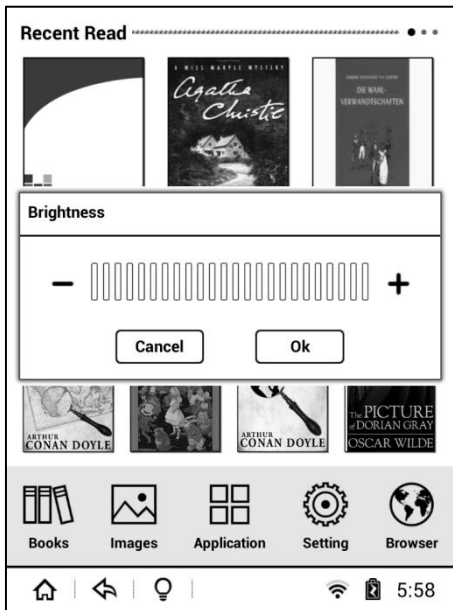 Recent Read
A MISS MARPLE MYSTERY
Agatha
Christie
DIE WAHL-
VERWANDTSCHAFTEN
Brightness
Cancel
Ok
ARTHUR
CONAN DOYLE
ARTHUR
CONAN DOYLE
The PICTURE
of DORIAN GRAY
OSCAR WILDE
Books
Images
Application
Setting
Browser
5:58